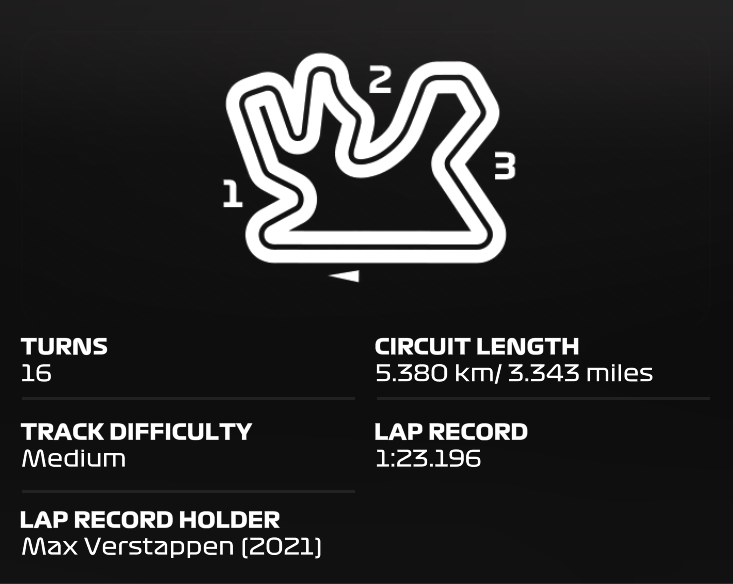 2
3
1
TURNS
16
CIRCUIT LENGTH
5.380 km/ 3.343 miles
TRACK DIFFICULTY
Medium
LAP RECORD
1:23.196
LAP RECORD HOLDER
Max Verstappen (2021)